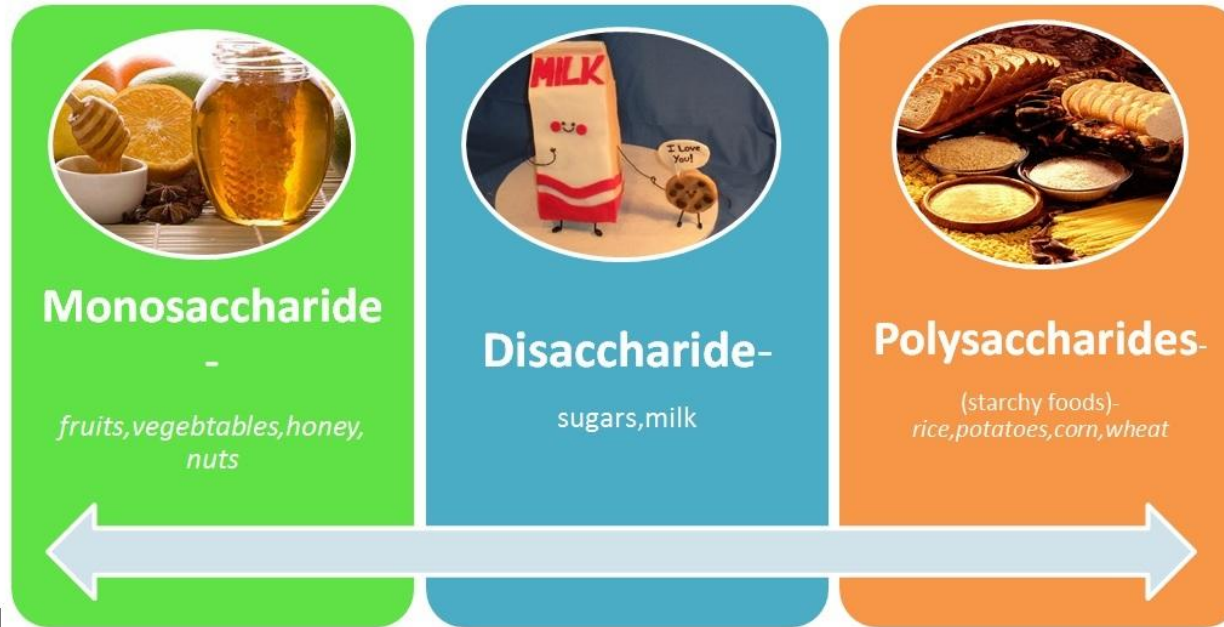 MILK
I Love
You!
Monosaccharide
-
fruits,vegebtables,honey,
nuts
Disaccharide-
sugars,milk
Polysaccharides-
(starchy foods)-
rice,potatoes,corn,wheat